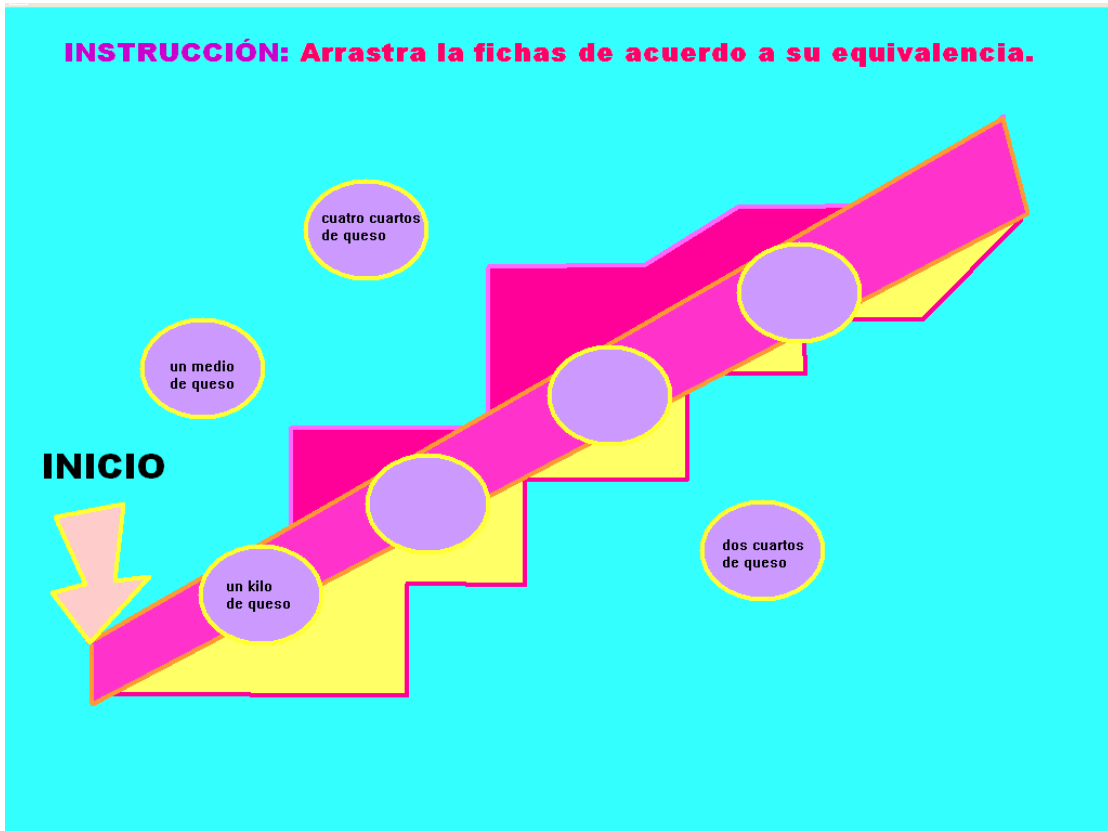 INSTRUCCIÓN: Arrastra la fichas de acuerdo a su equivalencia.
cuatro cuartos
de queso
un medio
de queso
INICIO
dos cuartos
de queso
un kilo
de queso